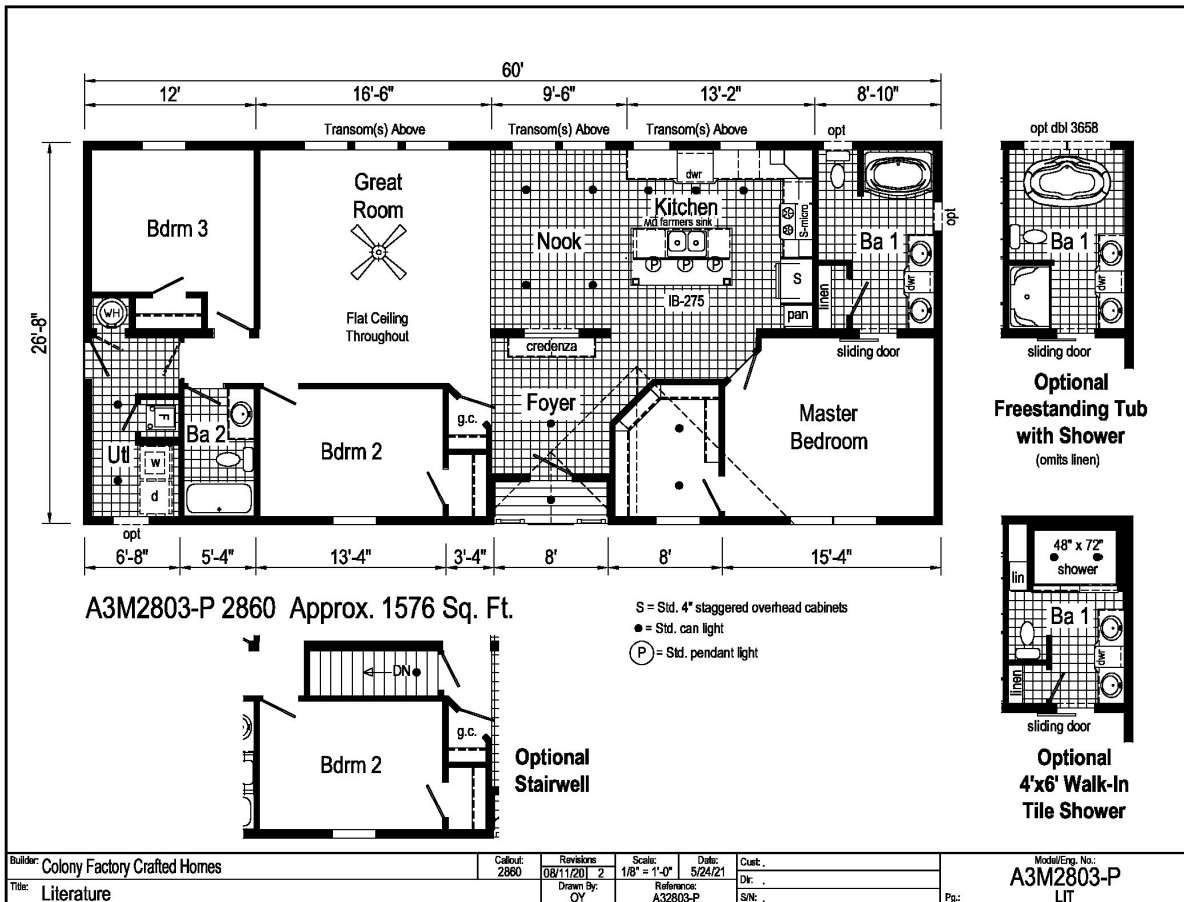 60'
12' 16'-6" 9'-6" 13'-2" 8'-10"
Transom(s) Above Transom(s) Above Transom(s) Above opt
26'-8"
Bdrm 3
Great
Room
Flat Ceiling
Throughout
Nook
dwr
Kitchen
farmers sink
P P P
IB-275
S-micro
S
pan
Ba 1
linen
dwr
opt
sliding door
WH
credenza
Foyer
g.c.
Master
Bedroom
F
Ba 2
Bdrm 2
Utl
w
d
opt
6'-8" 5'-4" 13'-4" 3'-4" 8' 8' 15'-4"
A3M2803-P 2860 Approx. 1576 Sq. Ft.
S = Std. 4" staggered overhead cabinets
● = Std. can light
P = Std. pendant light
DN
g.c.
Bdrm 2
Optional
Stairwell
opt dbl 3658
Ba 1
dwr
sliding door
Optional
Freestanding Tub
with Shower
(omits linen)
48" x 72"
shower
lin
Ba 1
dwr
linen
sliding door
Optional
4'x6' Walk-In
Tile Shower
Builder: Colony Factory Crafted Homes
Title: Literature
Callout:
2860
Revisions
08/11/20 2
Drawn By:
OY
Scale:
1/8" = 1'-0"
Date:
5/24/21
Reference:
A32803-P
Cust: .
Dlr: .
S/N: .
Model/Eng. No.:
A3M2803-P
Pg.: LIT